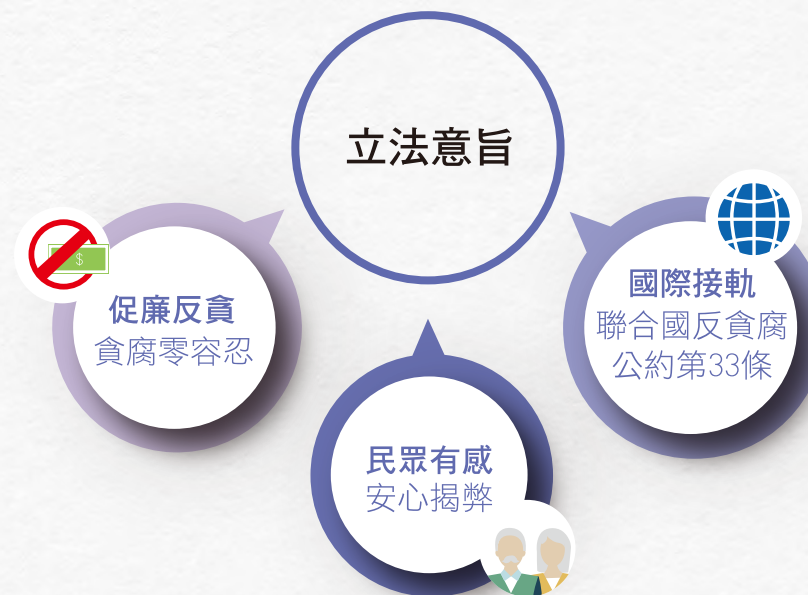 立法意旨
促廉反貪
貪腐零容忍
民眾有感
安心揭弊
國際接軌
聯合國反貪腐
公約第33條
$